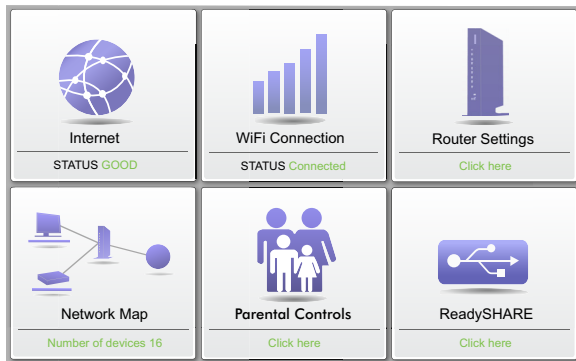 Internet
STATUS GOOD
WiFi Connection
STATUS Connected
Router Settings
Click here
Network Map
Number of devices 16
Parental Controls
Click here
ReadySHARE
Click here